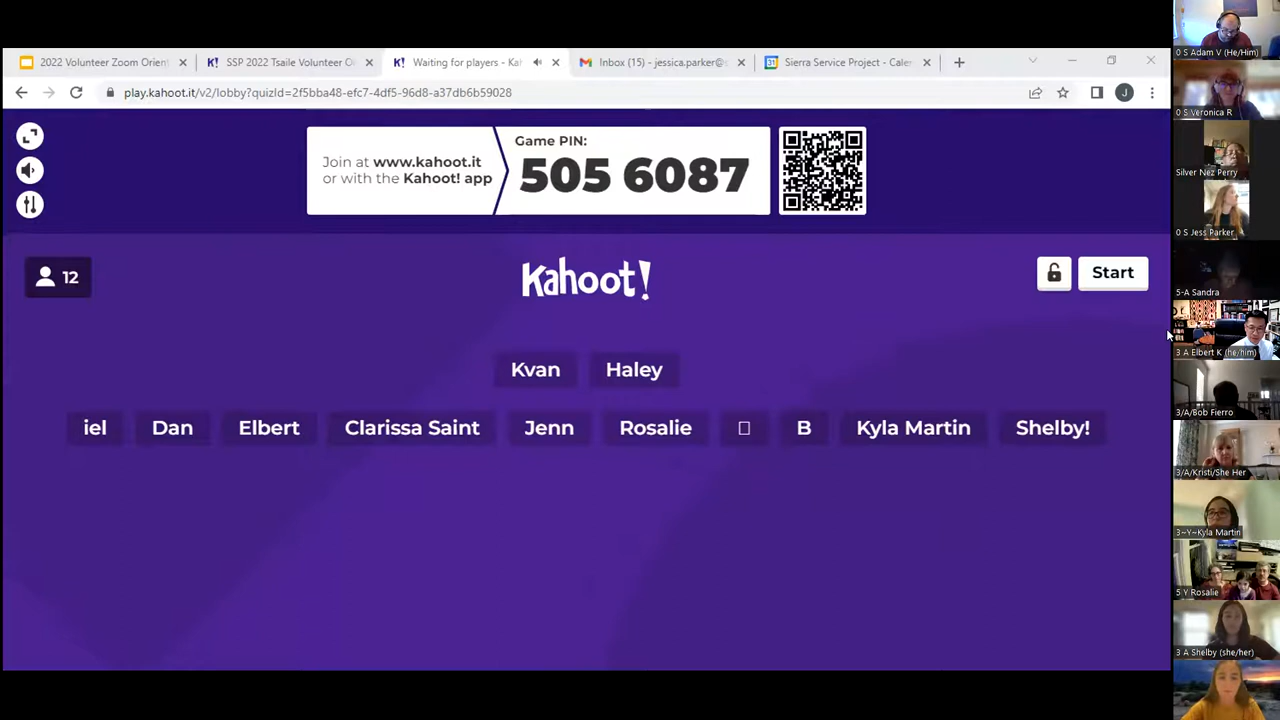 2022 Volunteer Zoom Orient
SSP 2022 Tsaile Volunteer O
Waiting for players - Kah
Inbox (15) - jessica.parker@
Sierra Service Project - Calen
play.kahoot.it/v2/lobby?quizId=2f5bba48-efc7-4df5-96d8-a37db6b59028
J
Join at www.kahoot.it
or with the Kahoot! app
Game PIN:
505 6087
12
Kahoot!
Start
Kvan Haley
iel Dan Elbert Clarissa Saint Jenn Rosalie B Kyla Martin Shelby!
0 S Adam V (He/Him)
0 S Veronica R
Silver Nez Perry
0 S Jess Parker
5-A Sandra
3 A Elbert K (he/him)
3/A/Bob Fierro
3/A/Kristi/She Her
3~Y~Kyla Martin
5 Y Rosalie
3 A Shelby (she/her)